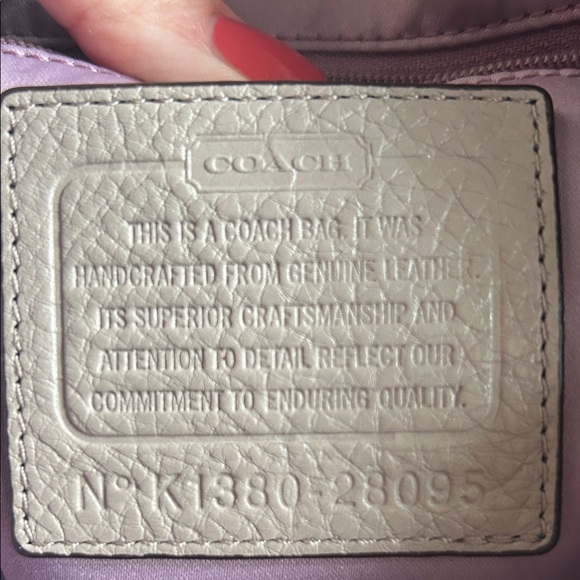 COACH
THIS IS A COACH BAG. IT WAS
HANDCRAFTED FROM GENUINE LEATHER.
ITS SUPERIOR CRAFTSMANSHIP AND
ATTENTION TO DETAIL REFLECT OUR
COMMITMENT TO ENDURING QUALITY.
Nº K1380-28095